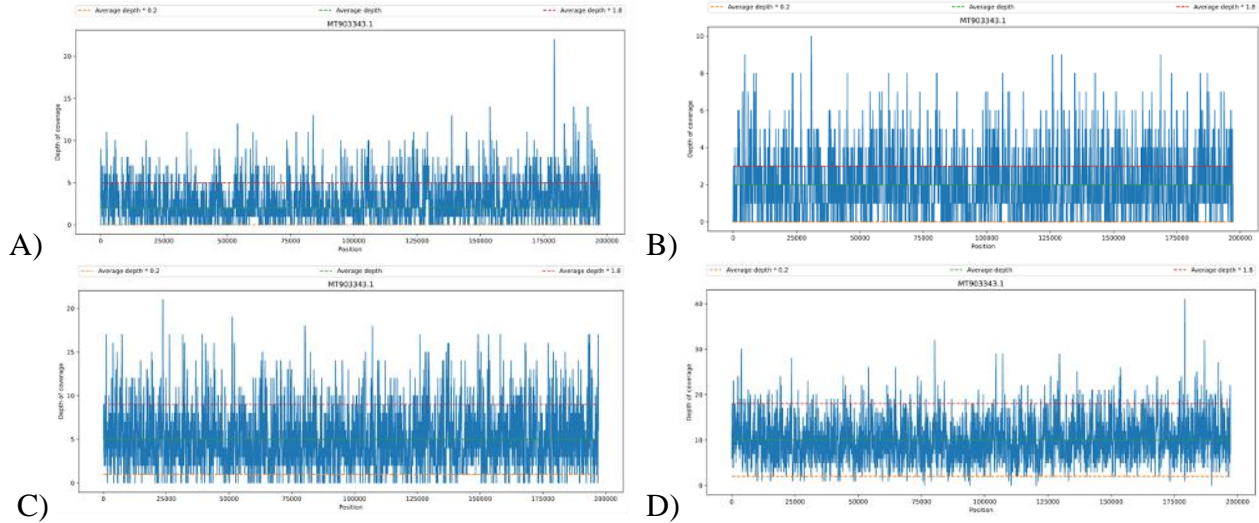 Average depth * 0.2 Average depth Average depth * 1.8
MT903343.1
Depth of coverage
20
15
10
5
0
0 25000 50000 75000 100000 125000 150000 175000 200000
Position
A)
Average depth * 0.2 Average depth Average depth * 1.8
MT903343.1
Depth of coverage
10
8
6
4
2
0
0 25000 50000 75000 100000 125000 150000 175000 200000
Position
B)
Average depth * 0.2 Average depth Average depth * 1.8
MT903343.1
Depth of coverage
20
15
10
5
0
0 25000 50000 75000 100000 125000 150000 175000 200000
Position
C)
Average depth * 0.2 Average depth Average depth * 1.8
MT903343.1
Depth of coverage
40
30
20
10
0
0 25000 50000 75000 100000 125000 150000 175000 200000
Position
D)